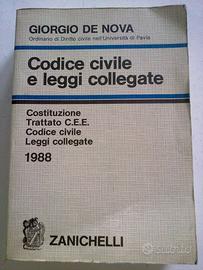 GIORGIO DE NOVA
Ordinario di Diritto civile nell'Università di Pavia
Codice civile
e leggi collegate
Costituzione
Trattato C.E.E.
Codice civile
Leggi collegate
1988
ZANICHELLI
subito